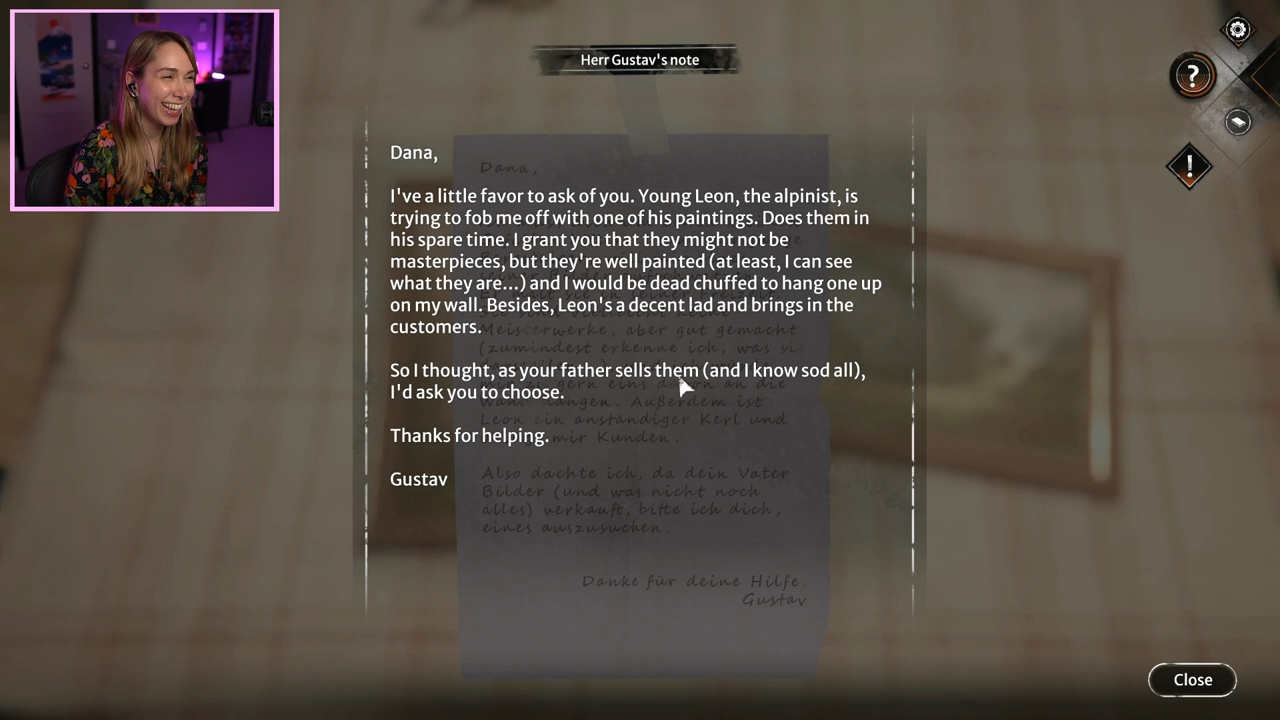 Herr Gustav's note
?
!
Dana,
I've a little favor to ask of you. Young Leon, the alpinist, is
trying to fob me off with one of his paintings. Does them in
his spare time. I grant you that they might not be
masterpieces, but they're well painted (at least, I can see
what they are...) and I would be dead chuffed to hang one up
on my wall. Besides, Leon's a decent lad and brings in the
customers.
So I thought, as your father sells them (and I know sod all),
I'd ask you to choose.
Thanks for helping.
Gustav
Dana,
Meisterwerke, aber gut gemacht
(zumindest erkenne ich, was sie
gern eins davon an die
hängen. Außerdem ist
Leon ein anständiger Kerl und
mir Kunden.
Also dachte ich, da dein Vater
Bilder (und was nicht noch
alles) verkauft, bitte ich dich,
eines auszusuchen.
Danke für deine Hilfe.
Gustav
Close